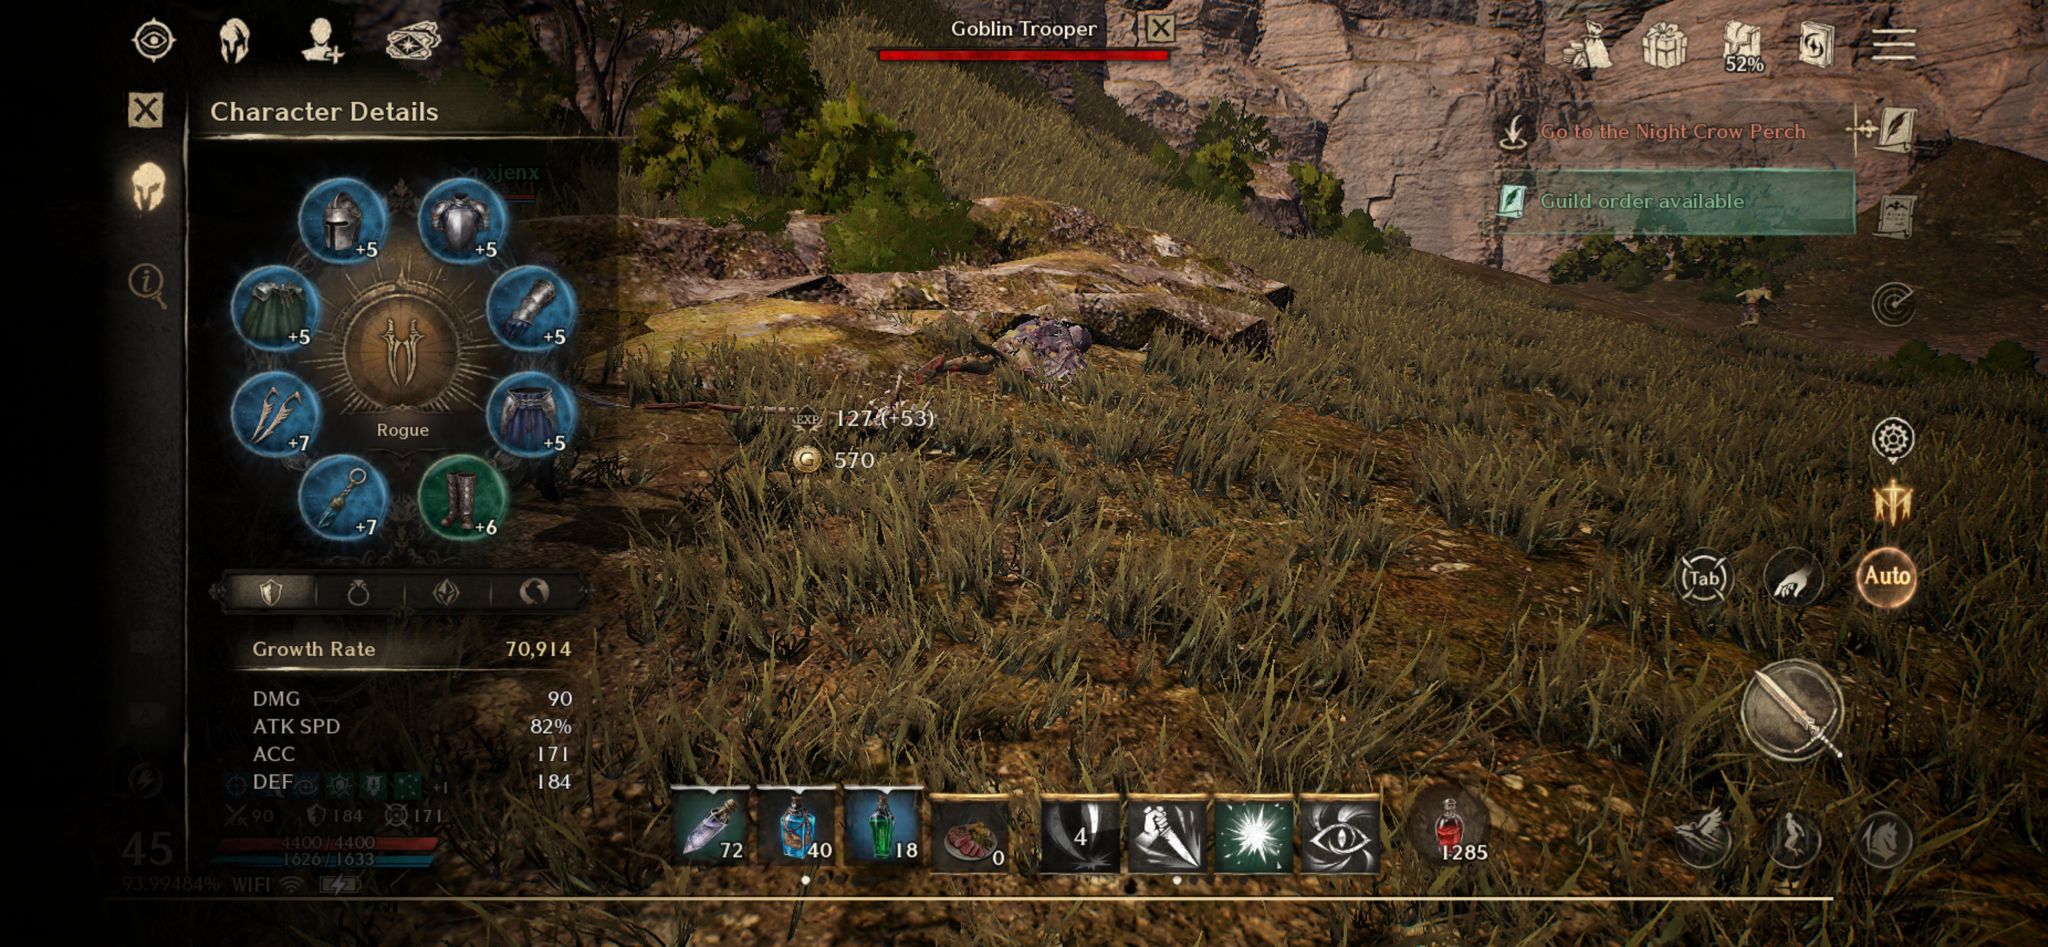 Goblin Trooper
52%
Character Details
Go to the Night Crow Perch
xjenx
Guild order available
+5
+5
+5
+5
+7
+5
Rogue
+7
+6
EXP 127 (+53)
G 570
Tab
Auto
Growth Rate 70,914
DMG 90
ATK SPD 82%
ACC 171
DEF 184
+1
90 184 171
45
4400/4400
1626/1633
93.99484% WIFI
72
40
18
0
4
1285